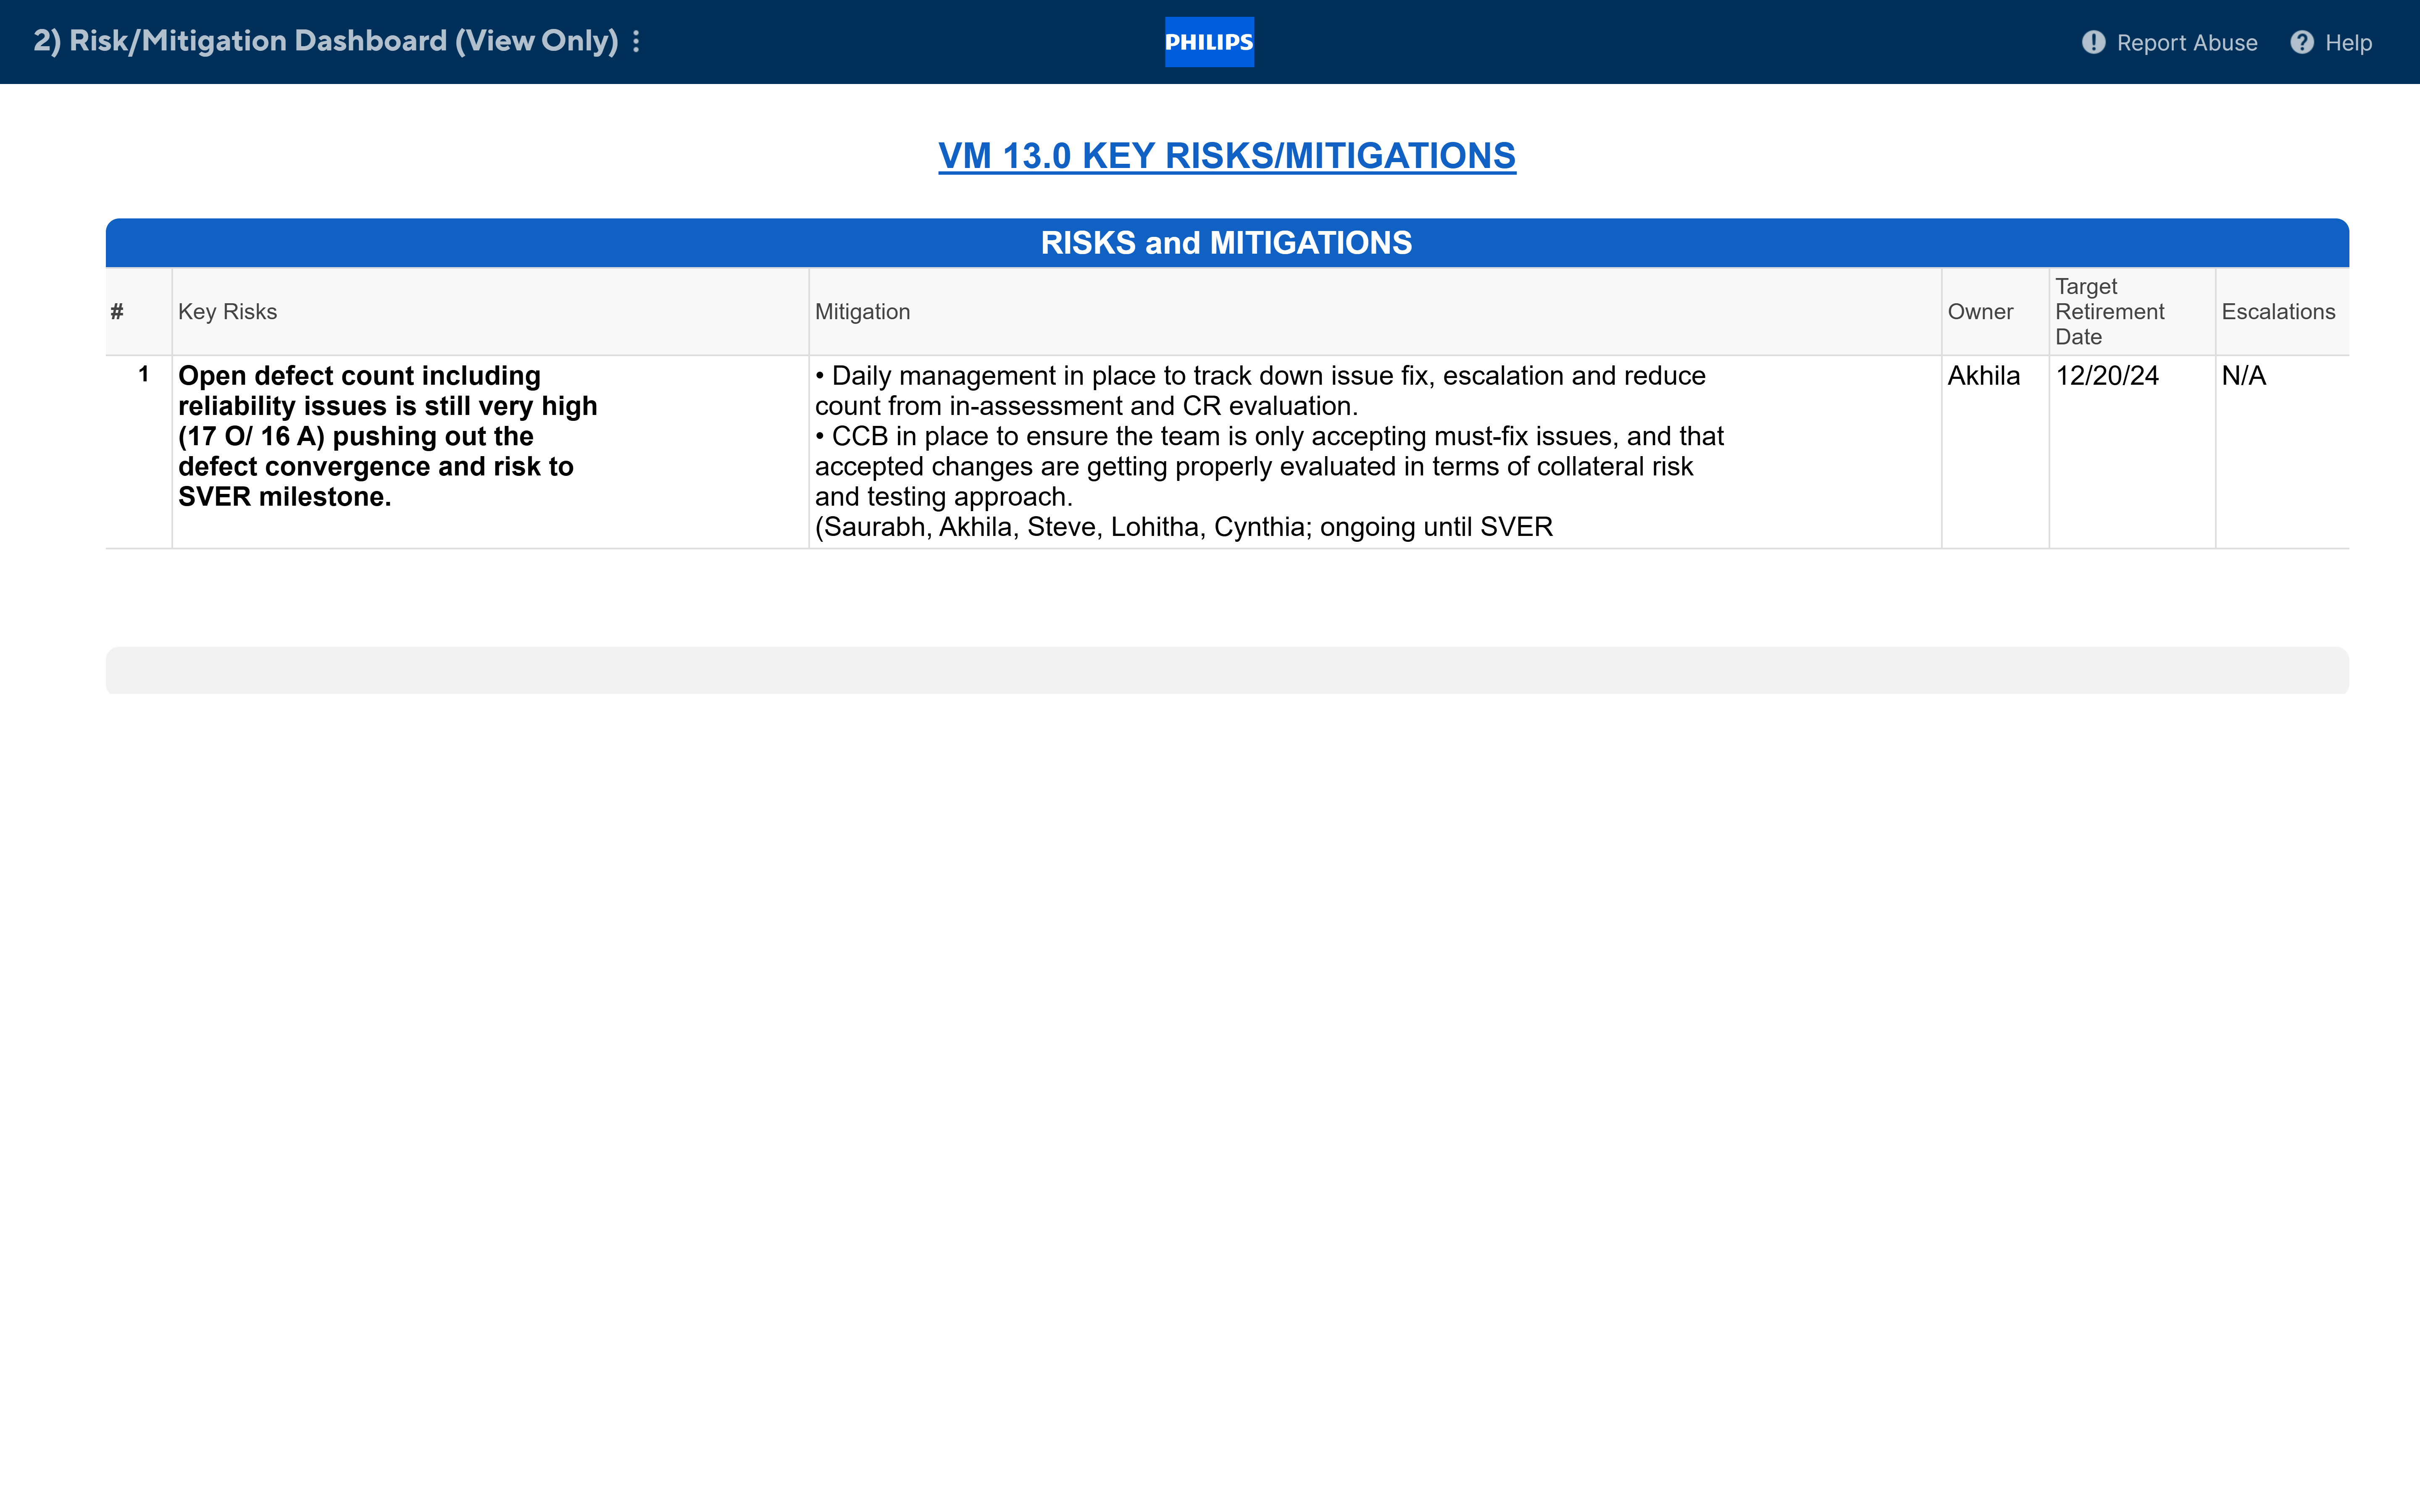 2) Risk/Mitigation Dashboard (View Only)
PHILIPS
Report Abuse
Help
VM 13.0 KEY RISKS/MITIGATIONS
RISKS and MITIGATIONS
#
Key Risks
Mitigation
Owner
Target
Retirement
Date
Escalations
1
Open defect count including
reliability issues is still very high
(17 O/ 16 A) pushing out the
defect convergence and risk to
SVER milestone.
• Daily management in place to track down issue fix, escalation and reduce
count from in-assessment and CR evaluation.
• CCB in place to ensure the team is only accepting must-fix issues, and that
accepted changes are getting properly evaluated in terms of collateral risk
and testing approach.
(Saurabh, Akhila, Steve, Lohitha, Cynthia; ongoing until SVER
Akhila
12/20/24
N/A